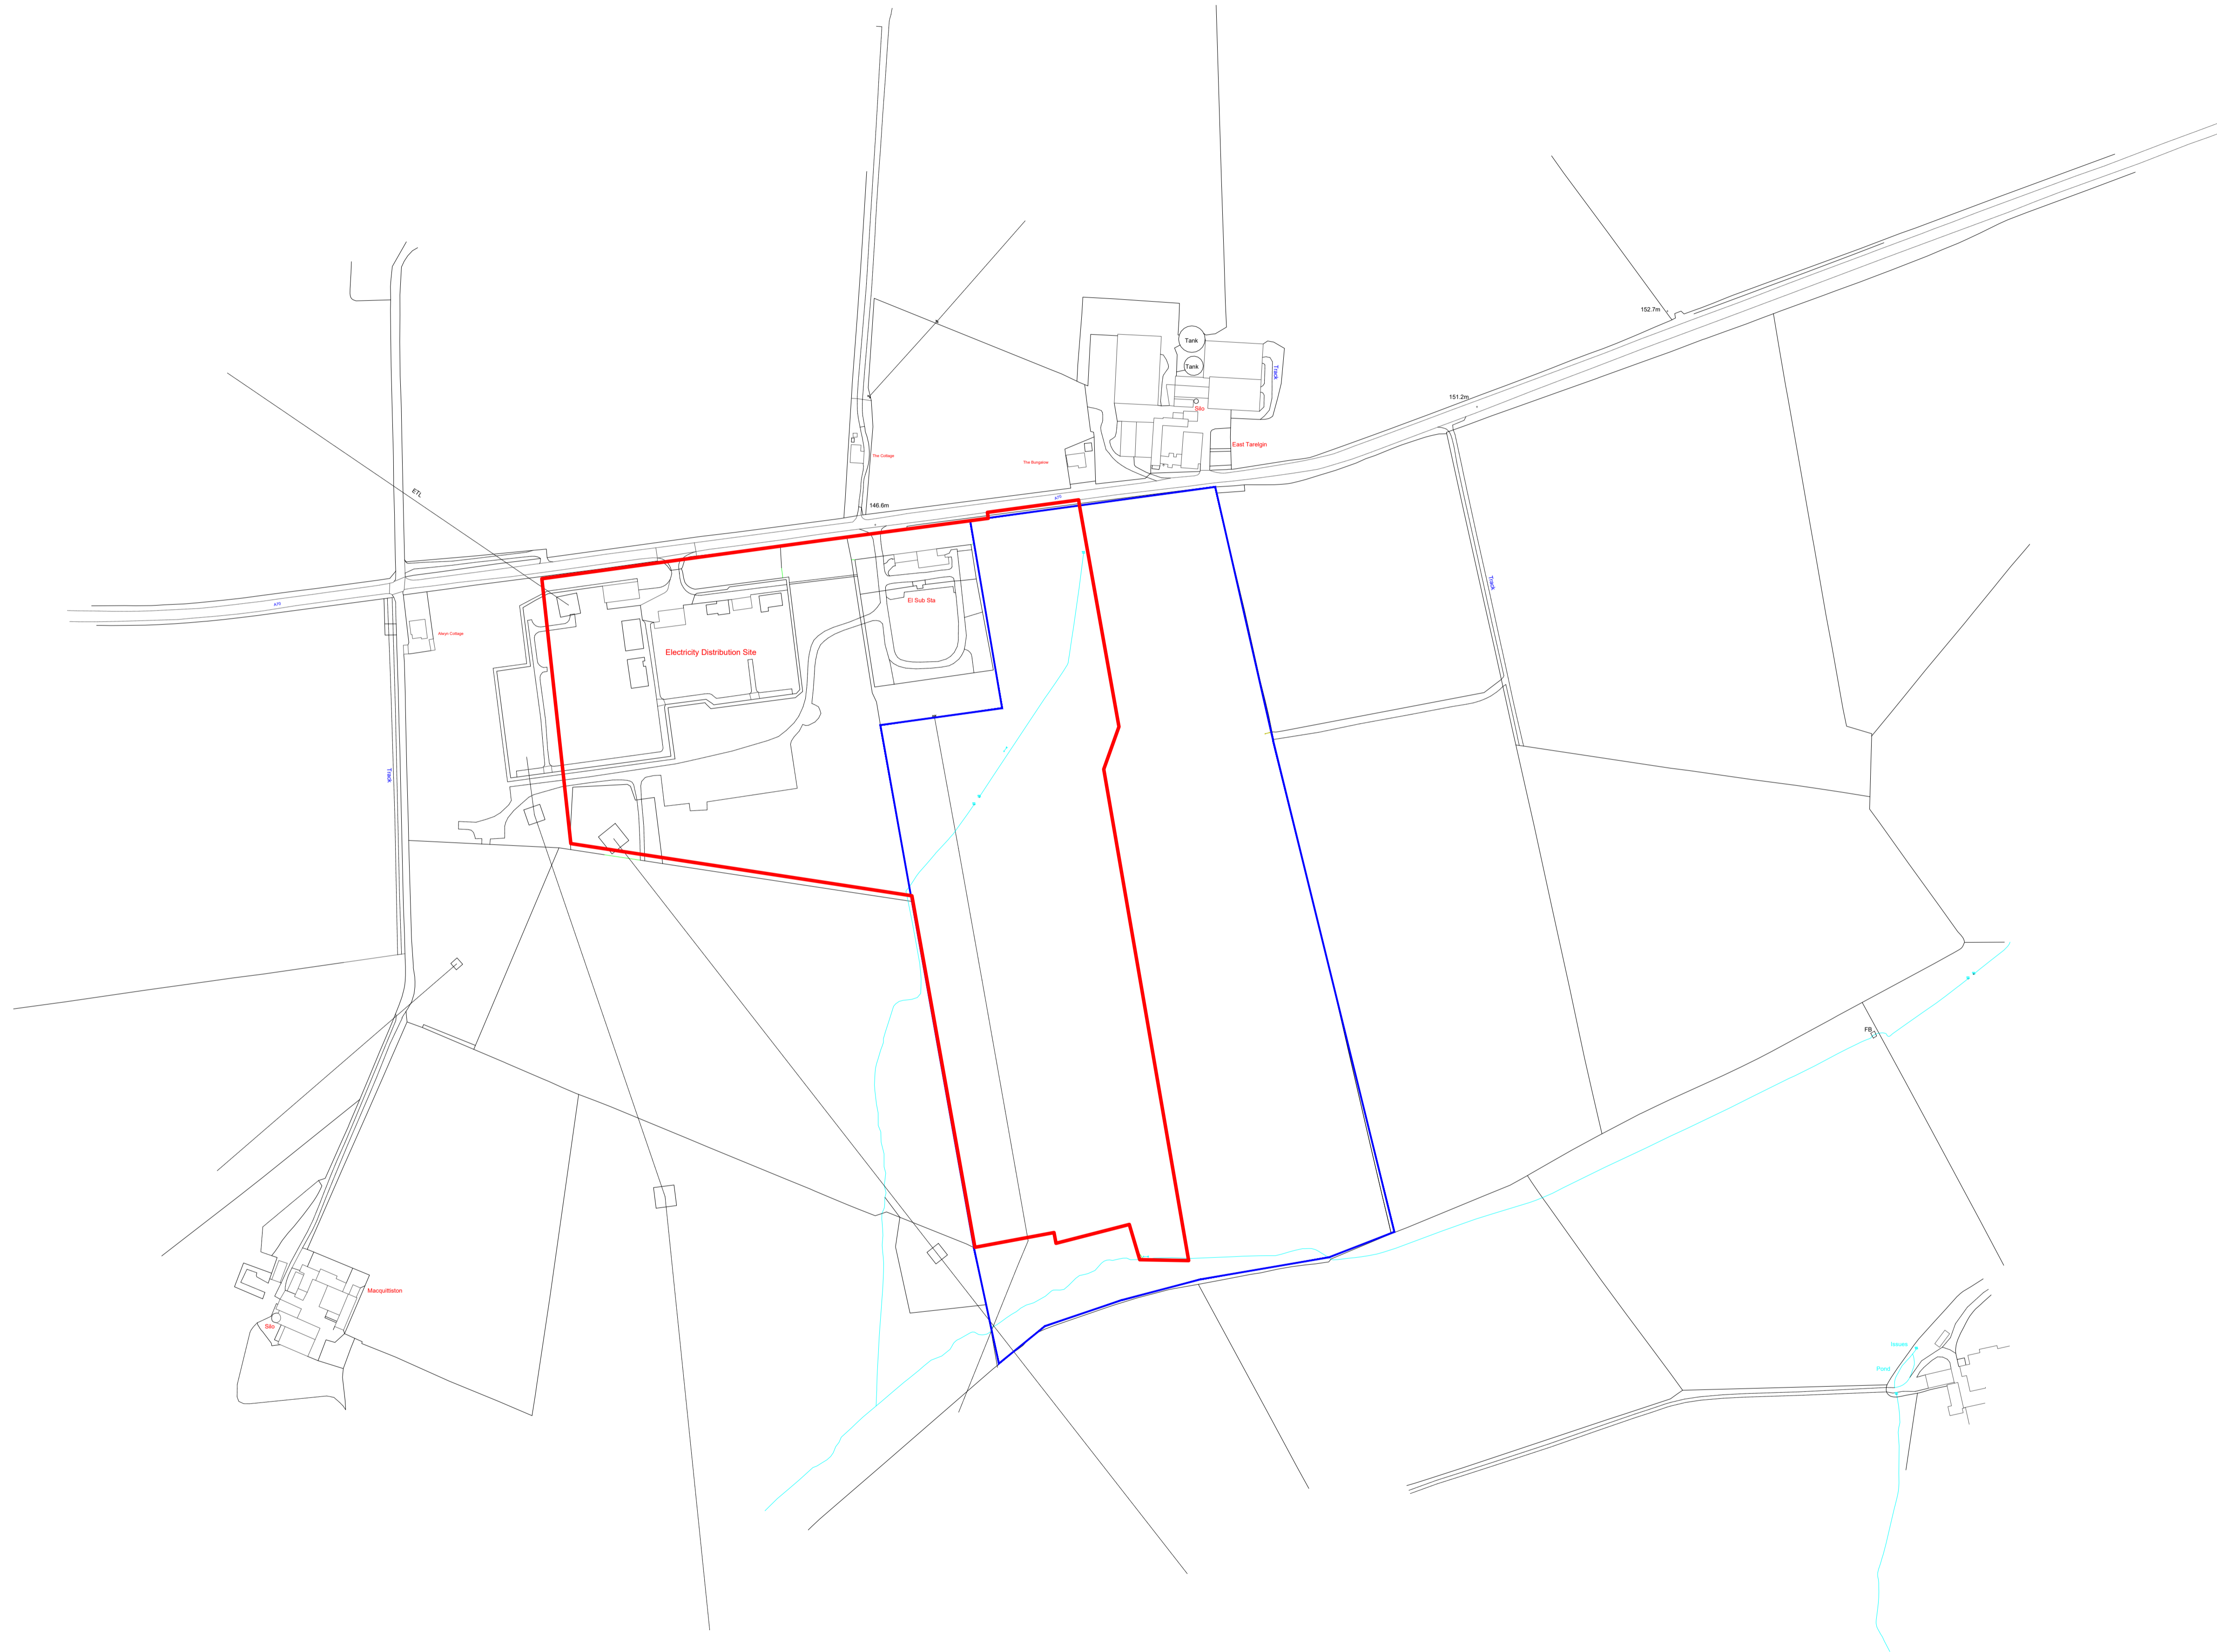 152.7m
Tank
Tank
Track
151.2m
Silo
East Tarelgin
The Cottage
The Bungalow
ETL
A70
146.6m
Track
El Sub Sta
A70
Alwyn Cottage
Electricity Distribution Site
Track
FB
Macquittiston
Silo
Issues
Pond